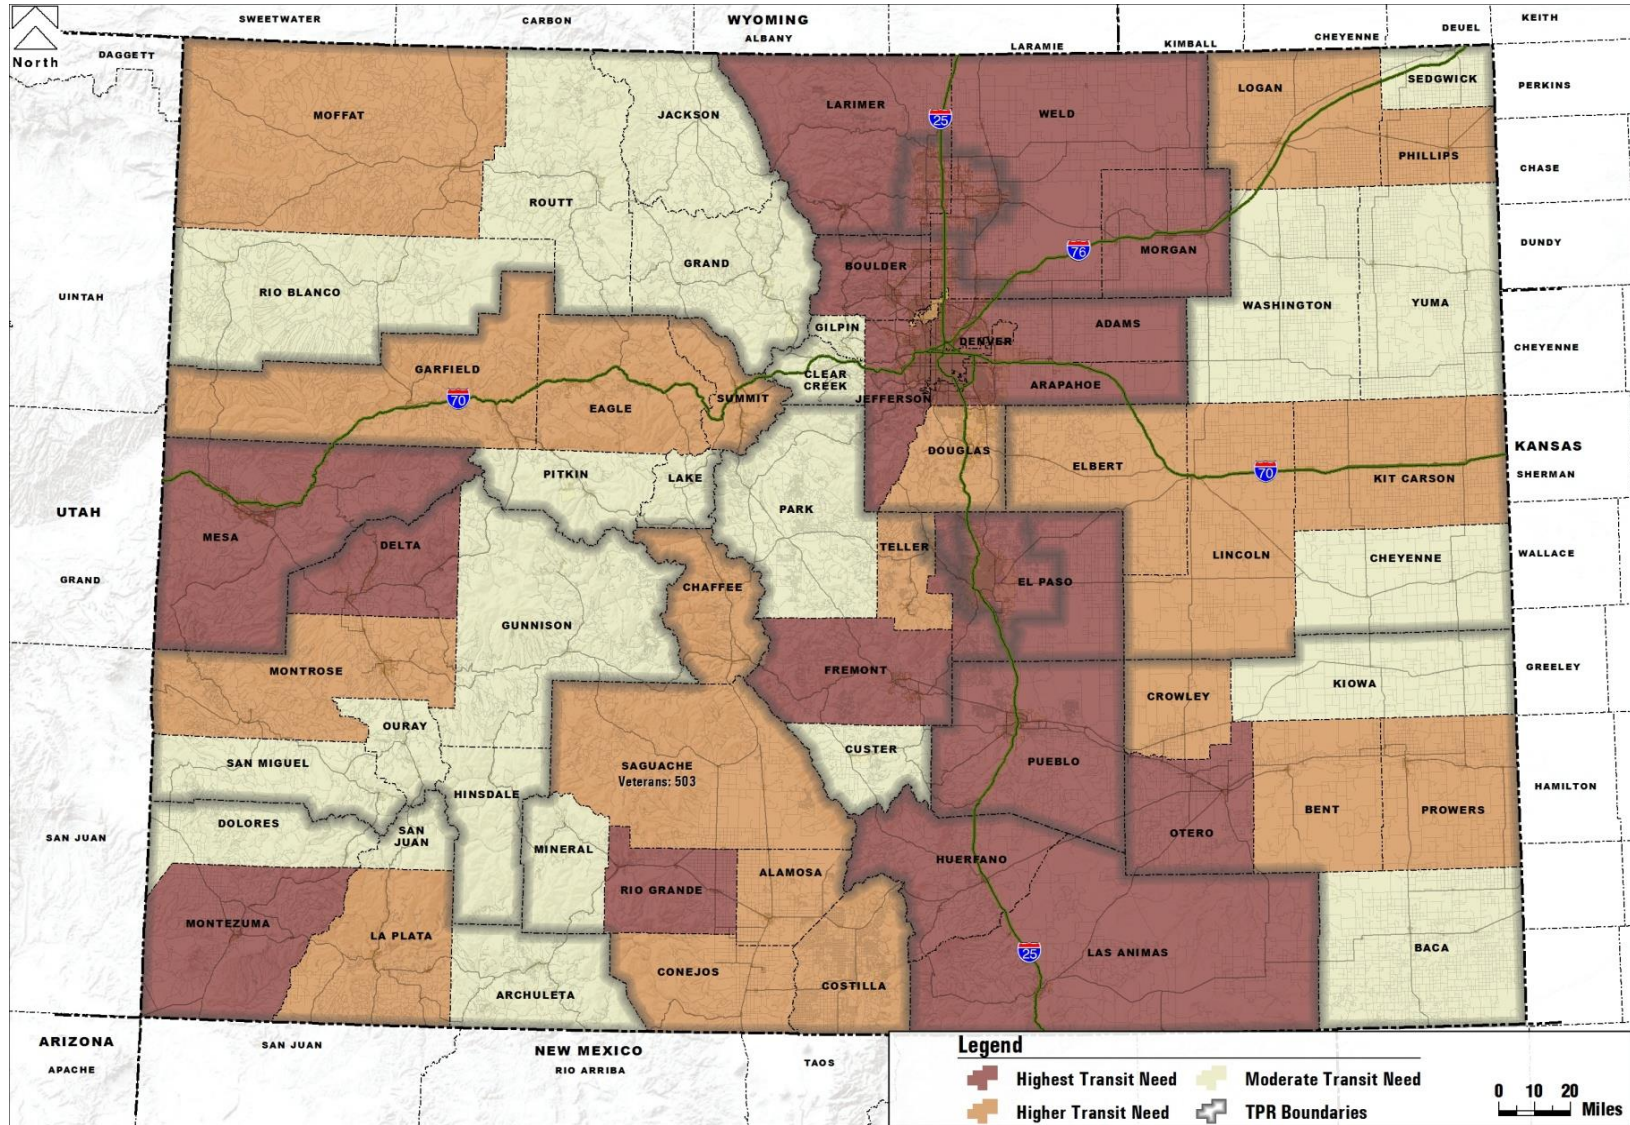 SWEETWATER
CARBON
WYOMING
ALBANY
LARAMIE
KIMBALL
CHEYENNE
DEUEL
KEITH
North
DAGGETT
MOFFAT
JACKSON
LARIMER
25
WELD
LOGAN
SEDGWICK
PERKINS
PHILLIPS
CHASE
ROUTT
RIO BLANCO
GRAND
BOULDER
76
MORGAN
DUNDY
UINTAH
WASHINGTON
YUMA
GILPIN
ADAMS
DENVER
CHEYENNE
GARFIELD
CLEAR
CREEK
ARAPAHOE
70
EAGLE
SUMMIT
JEFFERSON
DOUGLAS
ELBERT
70
KIT CARSON
KANSAS
SHERMAN
PITKIN
LAKE
UTAH
PARK
MESA
DELTA
TELLER
LINCOLN
CHEYENNE
WALLACE
GRAND
CHAFFEE
EL PASO
GUNNISON
MONTROSE
FREMONT
KIOWA
GREELEY
CROWLEY
OURAY
CUSTER
SAN MIGUEL
SAGUACHE
Veterans: 503
PUEBLO
HINSDALE
HAMILTON
DOLORES
SAN
JUAN
SAN JUAN
MINERAL
OTERO
BENT
PROWERS
HUERFANO
RIO GRANDE
ALAMOSA
MONTEZUMA
LA PLATA
25
LAS ANIMAS
BACA
CONEJOS
COSTILLA
ARCHULETA
ARIZONA
APACHE
SAN JUAN
NEW MEXICO
RIO ARRIBA
TAOS
Legend
Highest Transit Need
Moderate Transit Need
Higher Transit Need
TPR Boundaries
0 10 20
Miles